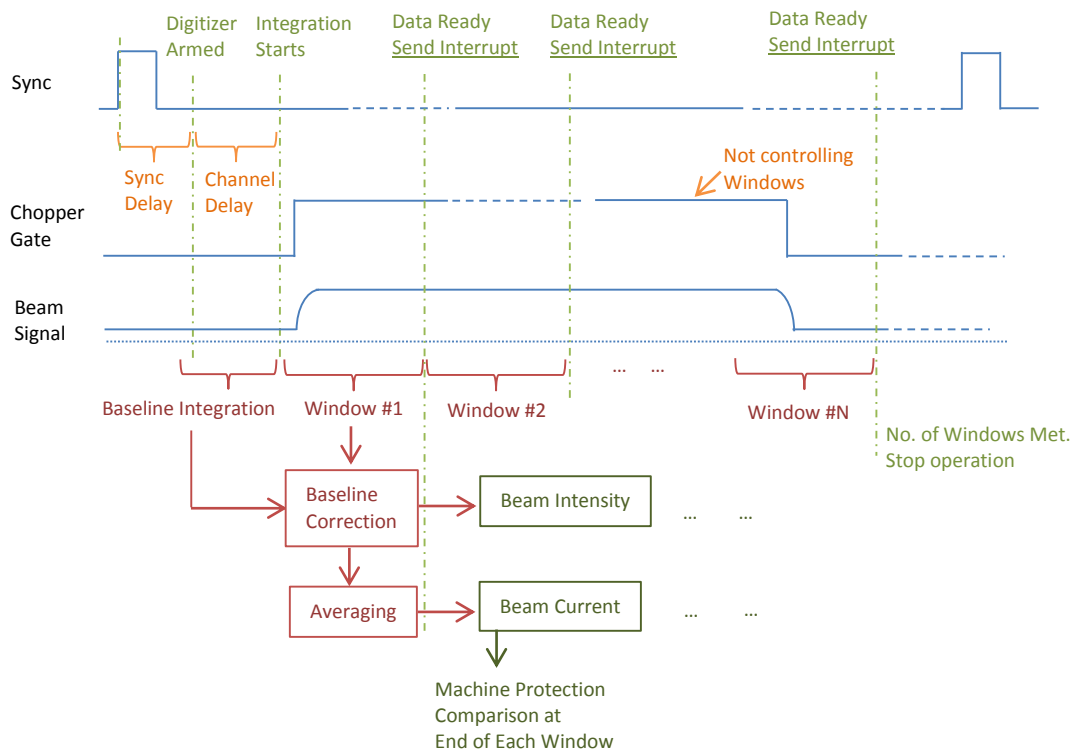 Digitizer
Armed
Integration
Starts
Data Ready
Send Interrupt
Data Ready
Send Interrupt
Data Ready
Send Interrupt
Sync
Sync
Delay
Channel
Delay
Not controlling
Windows
Chopper
Gate
Beam
Signal
... ...
Baseline Integration
Window #1
Window #2
Window #N
No. of Windows Met.
Stop operation
Baseline
Correction
Beam Intensity
... ...
Averaging
Beam Current
... ...
Machine Protection
Comparison at
End of Each Window